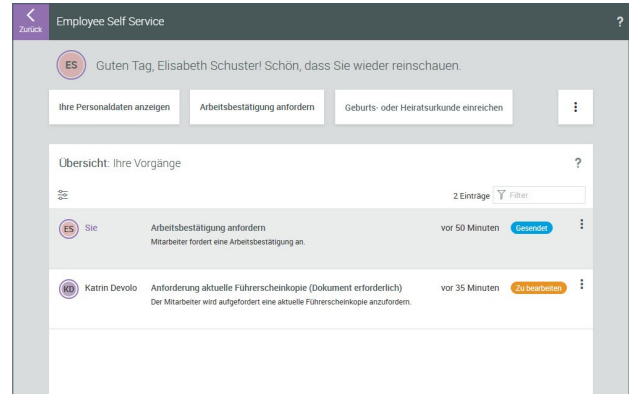 Zurück
Employee Self Service
?
ES
Guten Tag, Elisabeth Schuster! Schön, dass Sie wieder reinschauen.
Ihre Personaldaten anzeigen
Arbeitsbestätigung anfordern
Geburts- oder Heiratsurkunde einreichen
Übersicht: Ihre Vorgänge
?
2 Einträge
Filter
ES Sie Arbeitsbestätigung anfordern vor 50 Minuten Gesendet
Mitarbeiter fordert eine Arbeitsbestätigung an.
KD Katrin Devolo Anforderung aktuelle Führerscheinkopie (Dokument erforderlich) vor 35 Minuten Zu bearbeiten
Der Mitarbeiter wird aufgefordert eine aktuelle Führerscheinkopie anzufordern.